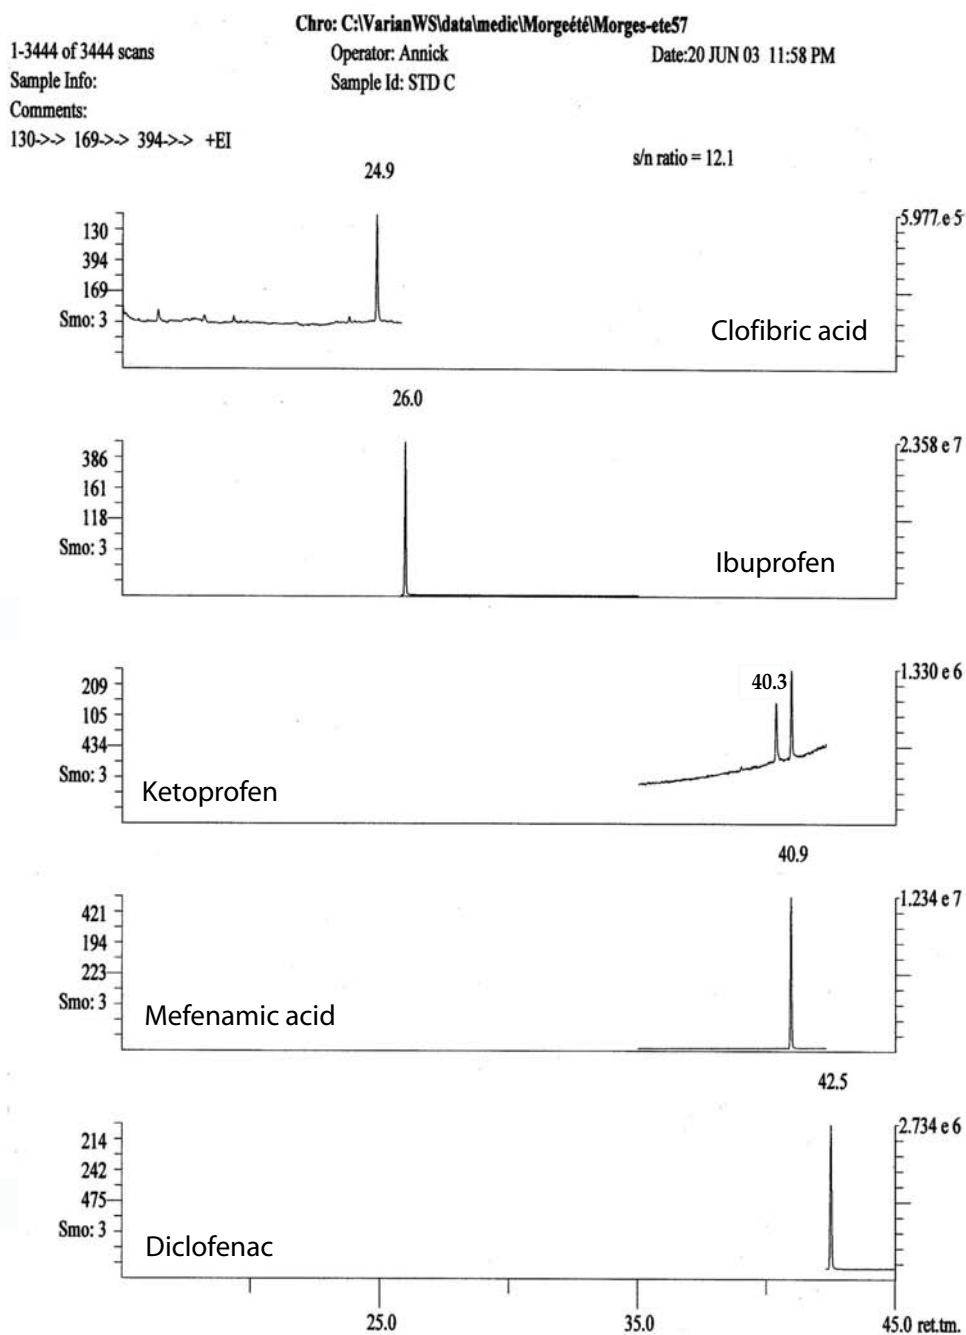 Chro: C:\VarianWS\data\medic\Morgeété\Morges-ete57
1-3444 of 3444 scans Operator: Annick Date:20 JUN 03 11:58 PM
Sample Info: Sample Id: STD C
Comments:
130->-> 169->-> 394->-> +EI
s/n ratio = 12.1
24.9
5.977 e 5
130
394
169
Smo: 3
Clofibric acid
26.0
2.358 e 7
386
161
118
Smo: 3
Ibuprofen
1.330 e 6
40.3
209
105
434
Smo: 3
Ketoprofen
40.9
1.234 e 7
421
194
223
Smo: 3
Mefenamic acid
42.5
2.734 e 6
214
242
475
Smo: 3
Diclofenac
25.0 35.0 45.0 ret.tm.